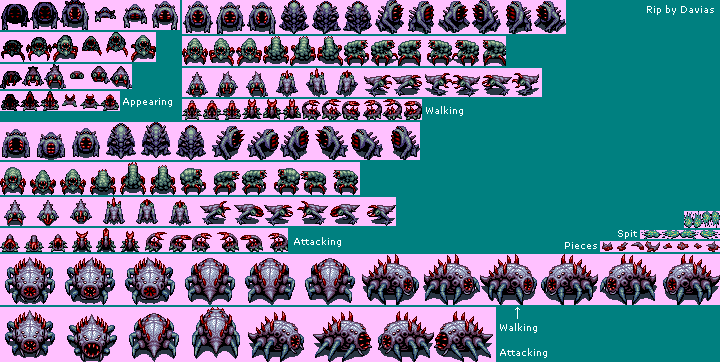 Rip by Davias
Appearing
Walking
Attacking
Spit
Pieces
Walking
Attacking